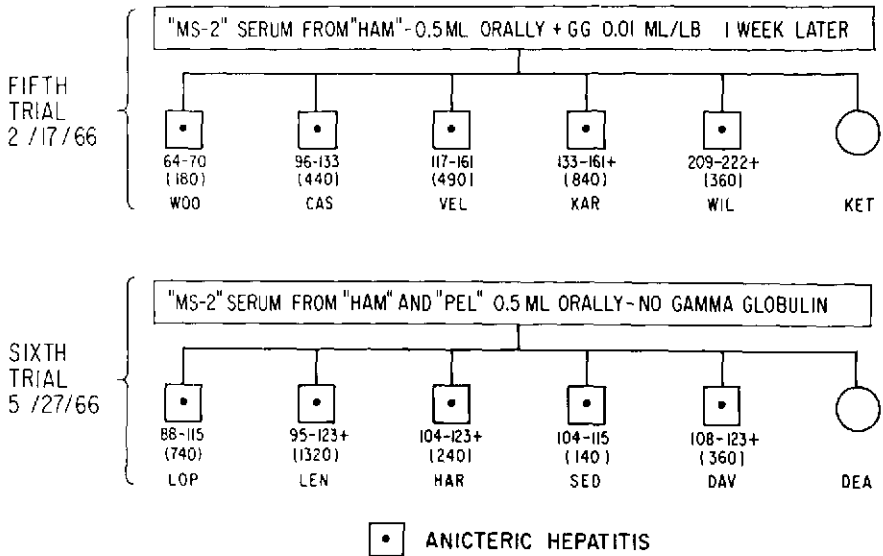 "MS-2" SERUM FROM "HAM" - 0.5 ML ORALLY + GG 0.01 ML/LB 1 WEEK LATER
FIFTH
TRIAL
2/17/66
64-70 96-133 117-161 133-161+ 209-222+
(180) (440) (490) (840) (360)
WOO CAS VEL KAR WIL KET
"MS-2" SERUM FROM "HAM" AND "PEL" 0.5 ML ORALLY - NO GAMMA GLOBULIN
SIXTH
TRIAL
5/27/66
88-115 95-123+ 104-123+ 104-115 108-123+
(740) (1320) (240) (140) (360)
LOP LEN HAR SED DAV DEA
ANICTERIC HEPATITIS